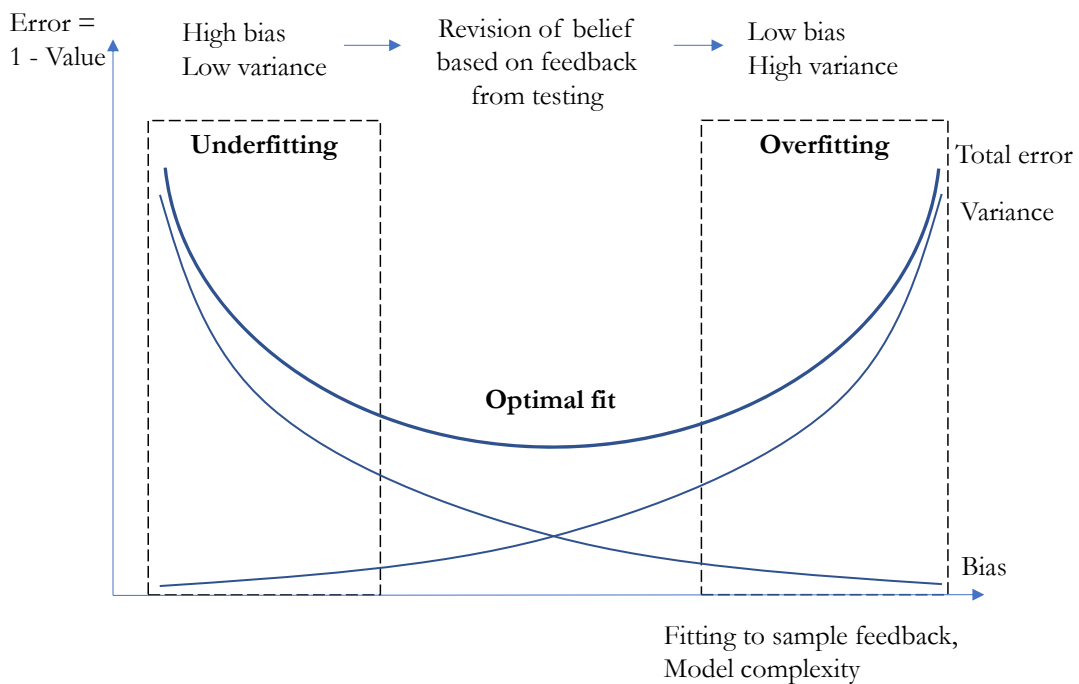 Error =
1 - Value
High bias
Low variance
Revision of belief
based on feedback
from testing
Low bias
High variance
Underfitting
Overfitting
Total error
Variance
Optimal fit
Bias
Fitting to sample feedback,
Model complexity